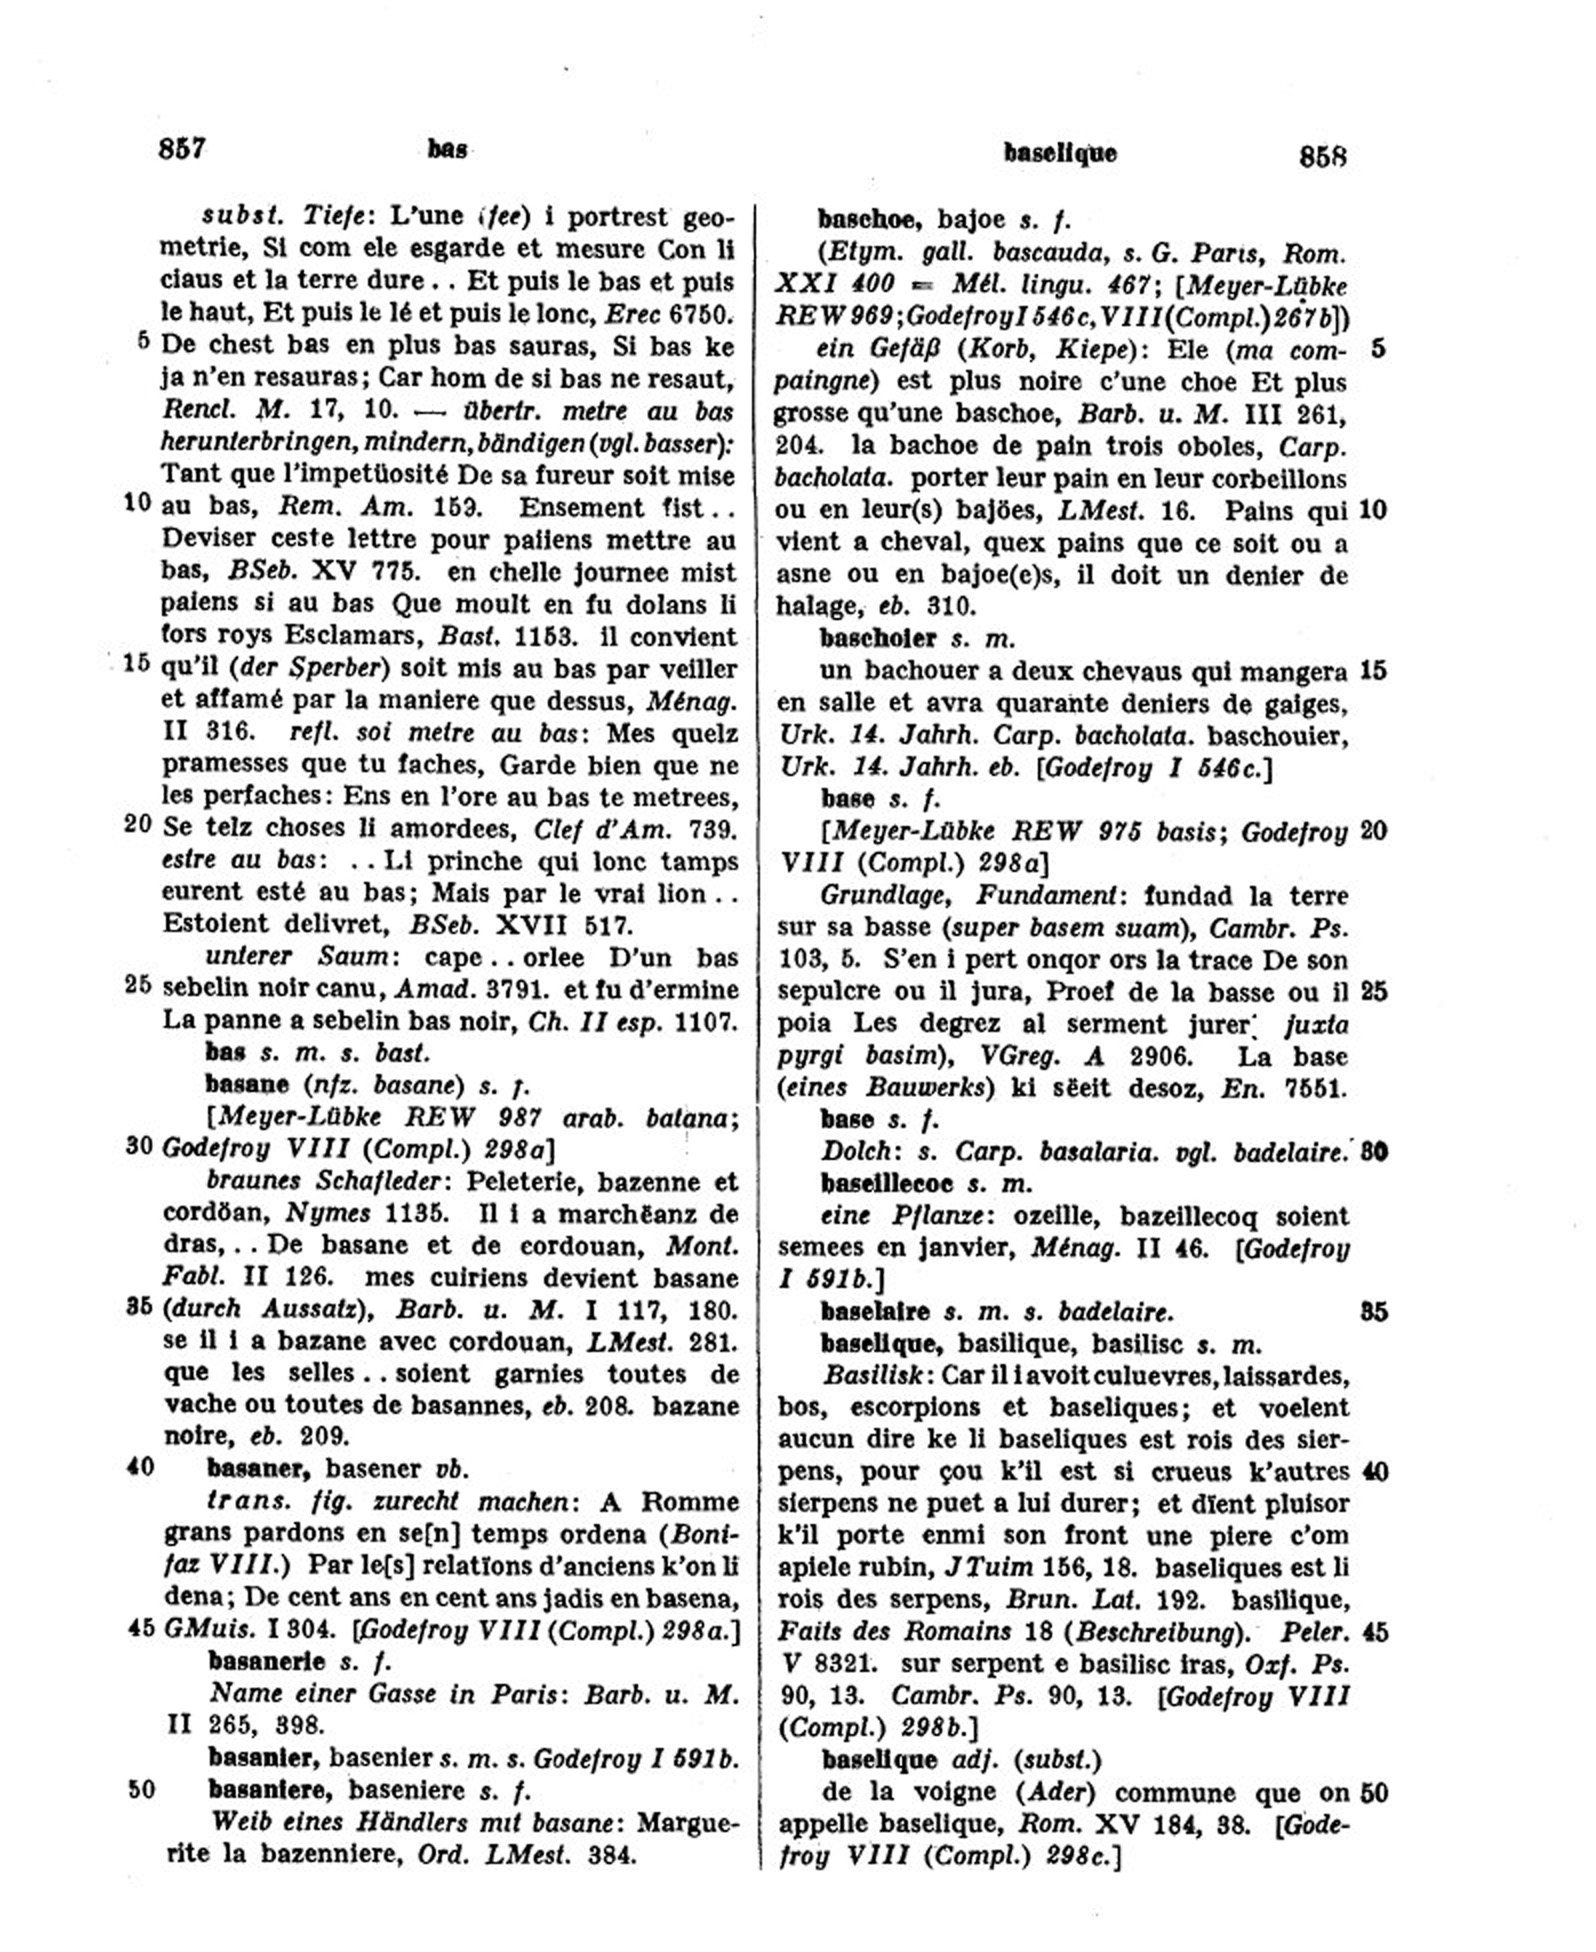 857 bas
subst. Tiefe: L'une (fee) i portrest geo-
metrie, Si com ele esgarde et mesure Con li
ciaus et la terre dure . . Et puis le bas et puis
le haut, Et puis le lé et puis le lonc, Erec 6750.
5 De chest bas en plus bas sauras, Si bas ke
ja n'en resauras; Car hom de si bas ne resaut,
Rencl. M. 17, 10. — übertr. metre au bas
herunterbringen, mindern, bändigen (vgl. basser):
Tant que l'impetüosité De sa fureur soit mise
10 au bas, Rem. Am. 159. Ensement fist . .
Deviser ceste lettre pour paiiens mettre au
bas, BSeb. XV 775. en chelle journee mist
paiens si au bas Que moult en fu dolans li
fors roys Esclamars, Bast. 1153. il convient
15 qu'il (der Sperber) soit mis au bas par veiller
et affamé par la maniere que dessus, Ménag.
II 316. refl. soi metre au bas: Mes quelz
pramesses que tu faches, Garde bien que ne
les perfaches: Ens en l'ore au bas te metrees,
20 Se telz choses li amordees, Clef d'Am. 739.
estre au bas: . . Li prinche qui lonc tamps
eurent esté au bas; Mais par le vrai lion . .
Estoient delivret, BSeb. XVII 517.
unterer Saum: cape . . orlee D'un bas
25 sebelin noir canu, Amad. 3791. et fu d'ermine
La panne a sebelin bas noir, Ch. II esp. 1107.
bas s. m. s. bast.
basane (nfz. basane) s. f.
[Meyer-Lübke REW 987 arab. batana;
30 Godefroy VIII (Compl.) 298a]
braunes Schafleder: Peleterie, bazenne et
cordöan, Nymes 1135. Il i a marchëanz de
dras, . . De basane et de cordouan, Mont.
Fabl. II 126. mes cuiriens devient basane
35 (durch Aussatz), Barb. u. M. I 117, 180.
se il i a bazane avec cordouan, LMest. 281.
que les selles . . soient garnies toutes de
vache ou toutes de basannes, eb. 208. bazane
noire, eb. 209.
40 basaner, basener vb.
trans. fig. zurecht machen: A Romme
grans pardons en se[n] temps ordena (Boni-
faz VIII.) Par le[s] relatïons d'anciens k'on li
dena; De cent ans en cent ans jadis en basena,
45 GMuis. I 304. [Godefroy VIII (Compl.) 298a.]
basanerie s. f.
Name einer Gasse in Paris: Barb. u. M.
II 265, 398.
basanier, basenier s. m. s. Godefroy I 591b.
50 basaniere, baseniere s. f.
Weib eines Händlers mit basane: Margue-
rite la bazenniere, Ord. LMest. 384.
baselique 858
baschoe, bajoe s. f.
(Etym. gall. bascauda, s. G. Paris, Rom.
XXI 400 = Mél. lingu. 467; [Meyer-Lübke
REW 969; Godefroy I 546c, VIII (Compl.) 267b])
ein Gefäß (Korb, Kiepe): Ele (ma com- 5
paingne) est plus noire c'une choe Et plus
grosse qu'une baschoe, Barb. u. M. III 261,
204. la bachoe de pain trois oboles, Carp.
bacholata. porter leur pain en leur corbeillons
ou en leur(s) bajöes, LMest. 16. Pains qui 10
vient a cheval, quex pains que ce soit ou a
asne ou en bajoe(e)s, il doit un denier de
halage, eb. 310.
baschoier s. m.
un bachouer a deux chevaus qui mangera 15
en salle et avra quarante deniers de gaiges,
Urk. 14. Jahrh. Carp. bacholata. baschouier,
Urk. 14. Jahrh. eb. [Godefroy I 546c.]
base s. f.
[Meyer-Lübke REW 975 basis; Godefroy 20
VIII (Compl.) 298a]
Grundlage, Fundament: fundad la terre
sur sa basse (super basem suam), Cambr. Ps.
103, 5. S'en i pert onqor ors la trace De son
sepulcre ou il jura, Proef de la basse ou il 25
poia Les degrez al serment jurer: juxta
pyrgi basim), VGreg. A 2906. La base
(eines Bauwerks) ki sëeit desoz, En. 7551.
base s. f.
Dolch: s. Carp. basalaria. vgl. badelaire. 30
baseillecoc s. m.
eine Pflanze: ozeille, bazeillecoq soient
semees en janvier, Ménag. II 46. [Godefroy
I 591b.]
baselaire s. m. s. badelaire. 35
baselique, basilique, basilisc s. m.
Basilisk: Car il i avoit culuevres, laissardes,
bos, escorpions et baseliques; et voelent
aucun dire ke li baseliques est rois des sier-
pens, pour çou k'il est si crueus k'autres 40
sierpens ne puet a lui durer; et dïent pluisor
k'il porte enmi son front une piere c'om
apiele rubin, JTuim 156, 18. baseliques est li
rois des serpens, Brun. Lat. 192. basilique,
Faits des Romains 18 (Beschreibung). Peler. 45
V 8321. sur serpent e basilisc iras, Oxf. Ps.
90, 13. Cambr. Ps. 90, 13. [Godefroy VIII
(Compl.) 298b.]
baselique adj. (subst.)
de la voigne (Ader) commune que on 50
appelle baselique, Rom. XV 184, 38. [Gode-
froy VIII (Compl.) 298c.]